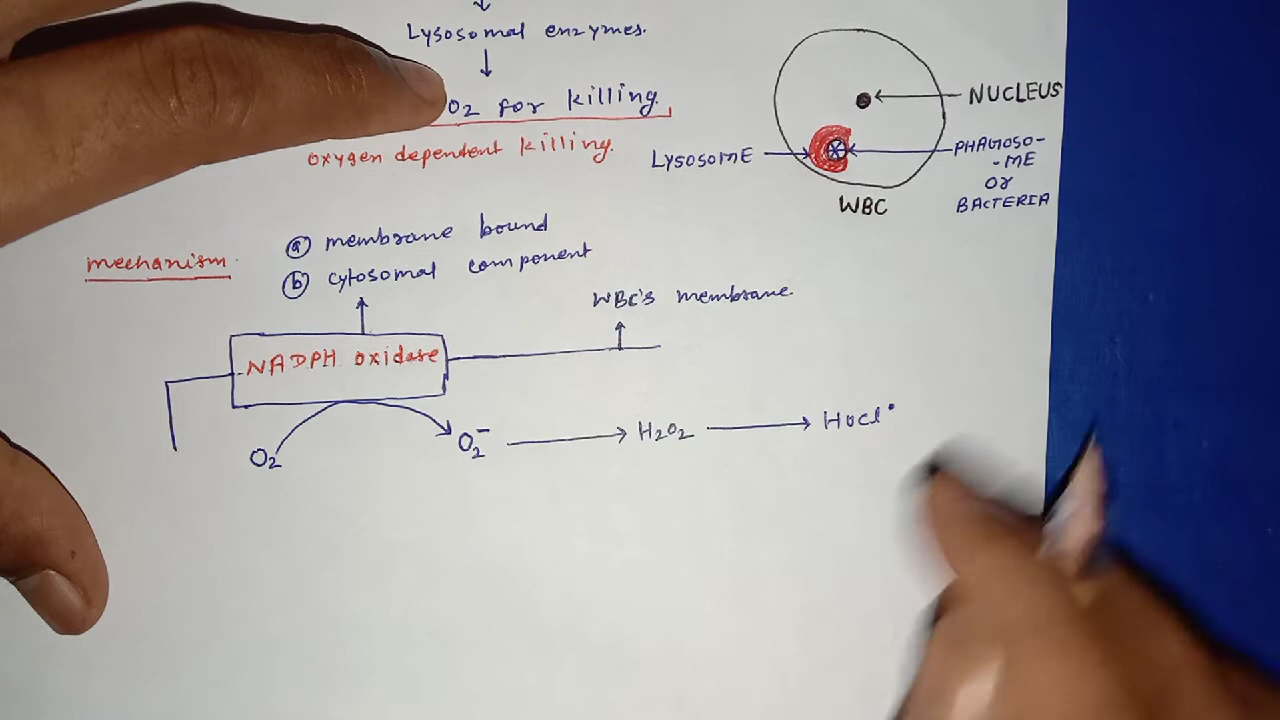 Lysosomal enzymes.
O2 for killing.
oxygen dependent killing.
NUCLEUS
LYSOSOME
PHAGOSO-
-ME
or
BACTERIA
WBC
mechanism.
ⓐ membrane bound
ⓑ cytosomal component
WBC's membrane.
NADPH oxidase
O2
O2⁻
H2O2
HOCl•